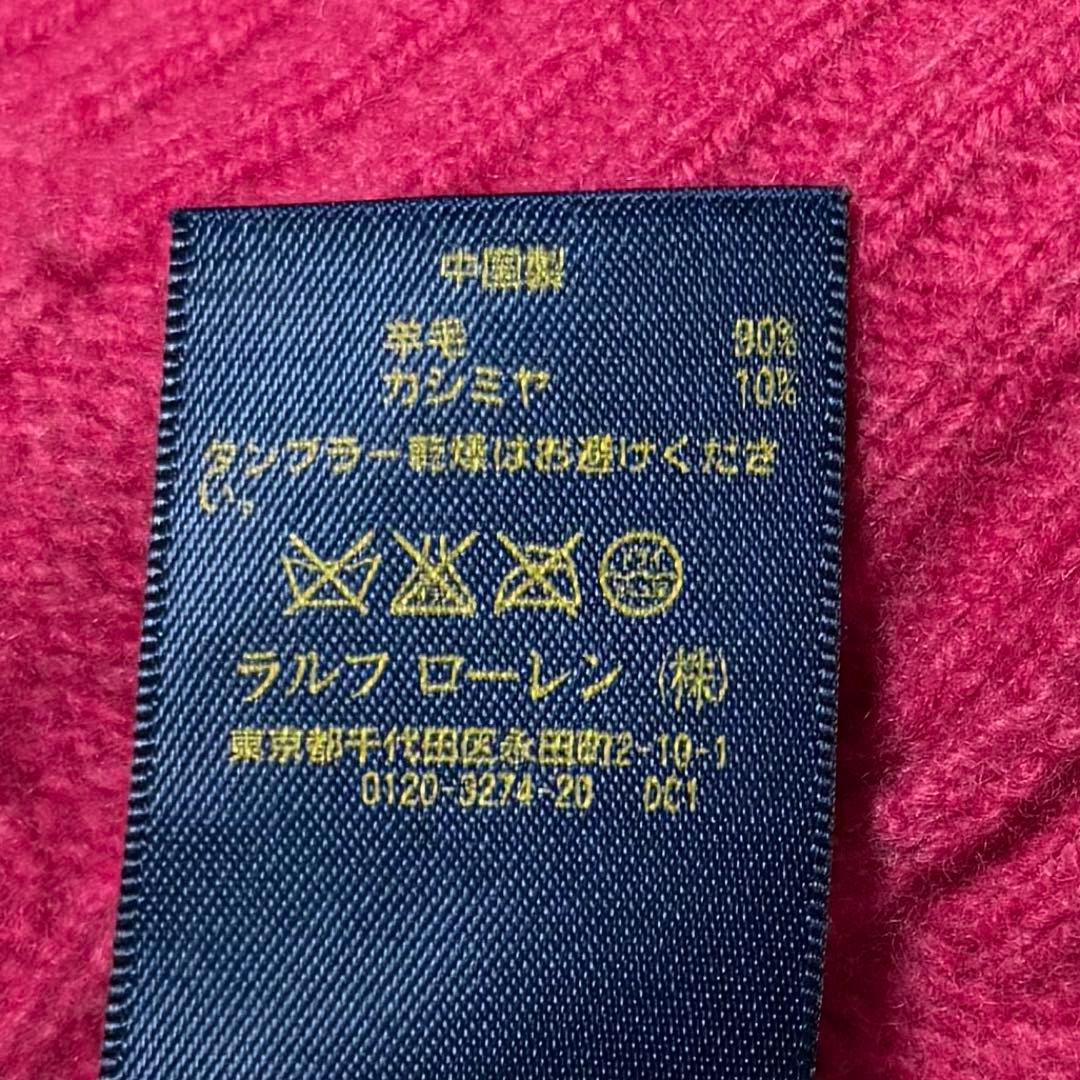 中国製
羊毛 90%
カシミヤ 10%
タンブラー乾燥はお避けくださ
い。
ラルフ ローレン (株)
東京都千代田区永田町2-10-1
0120-3274-20 DC1